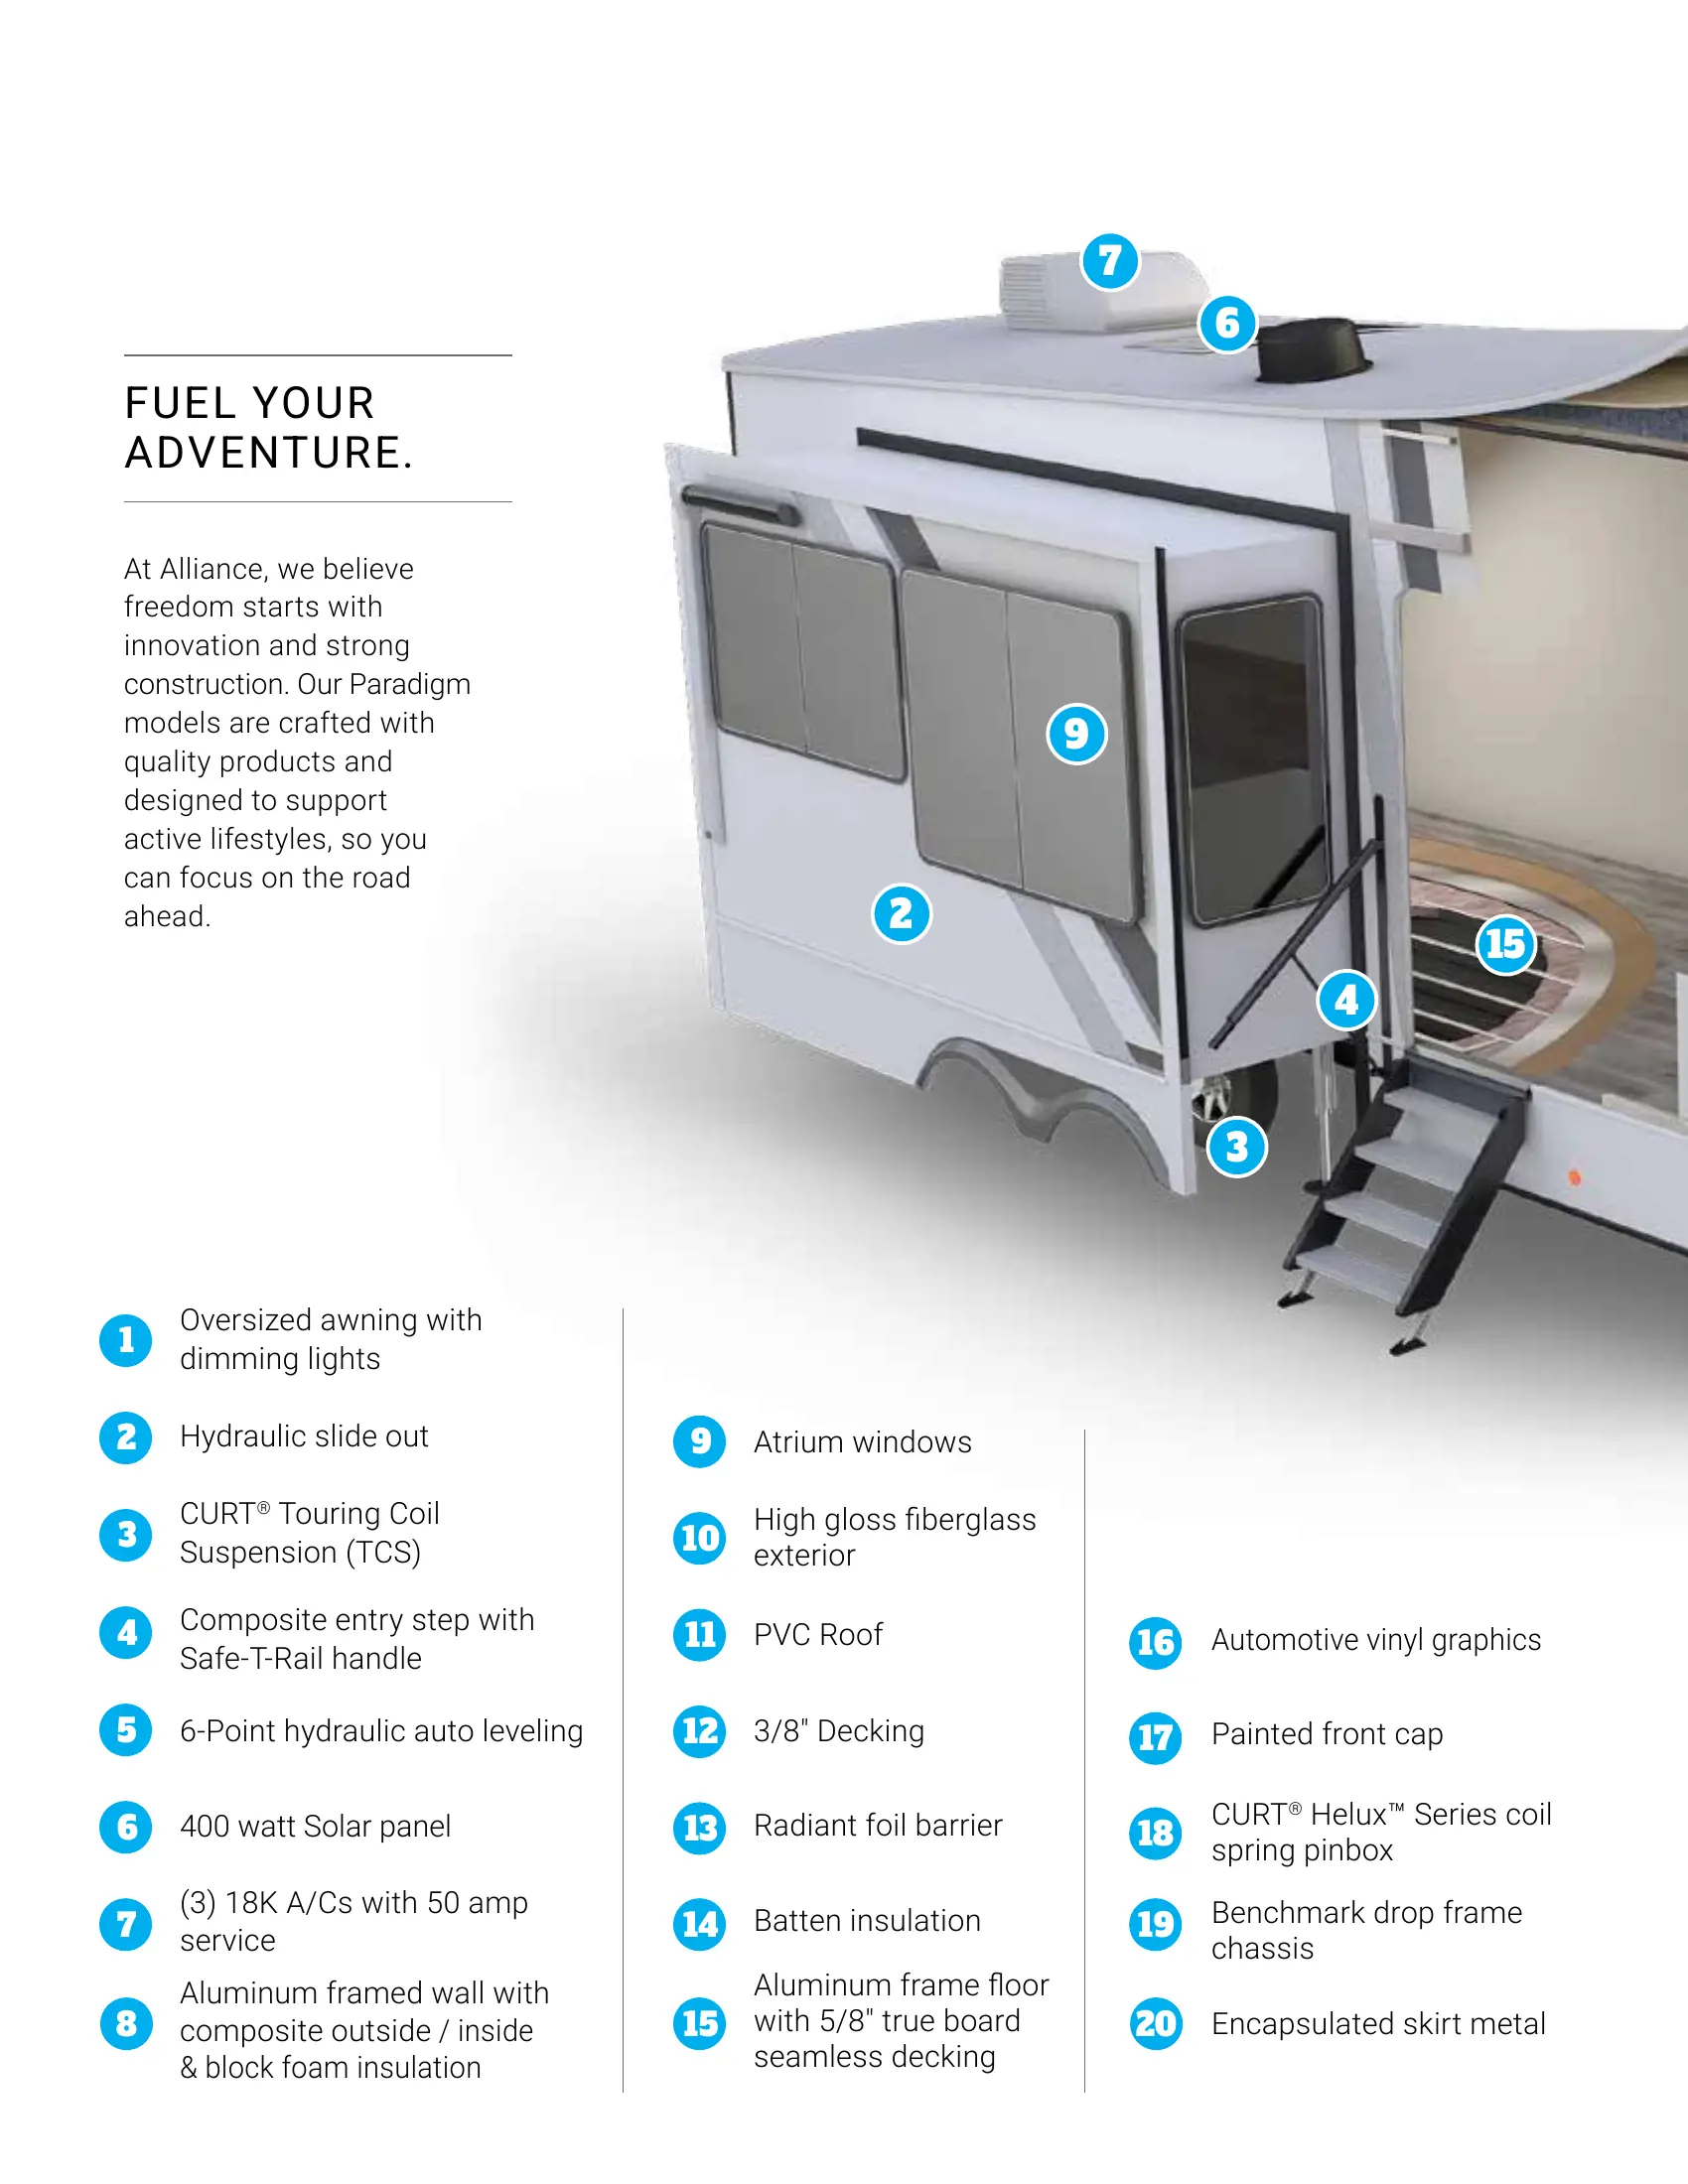 7
6
FUEL YOUR
ADVENTURE.
At Alliance, we believe
freedom starts with
innovation and strong
construction. Our Paradigm
models are crafted with
quality products and
designed to support
active lifestyles, so you
can focus on the road
ahead.
9
2
15
4
3
1 Oversized awning with
dimming lights
2 Hydraulic slide out
3 CURT® Touring Coil
Suspension (TCS)
4 Composite entry step with
Safe-T-Rail handle
5 6-Point hydraulic auto leveling
6 400 watt Solar panel
7 (3) 18K A/Cs with 50 amp
service
8 Aluminum framed wall with
composite outside / inside
& block foam insulation
9 Atrium windows
10 High gloss fiberglass
exterior
11 PVC Roof
12 3/8" Decking
13 Radiant foil barrier
14 Batten insulation
15 Aluminum frame floor
with 5/8" true board
seamless decking
16 Automotive vinyl graphics
17 Painted front cap
18 CURT® Helux™ Series coil
spring pinbox
19 Benchmark drop frame
chassis
20 Encapsulated skirt metal